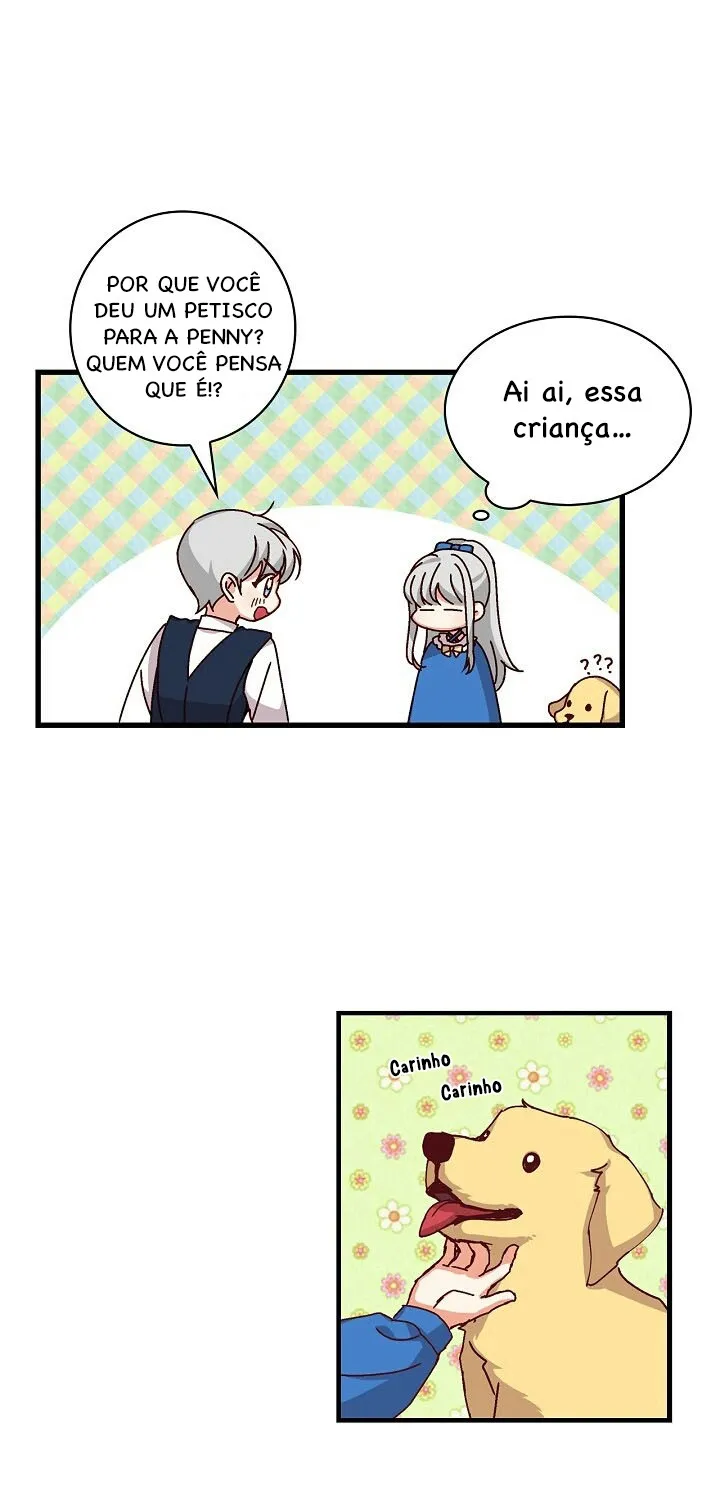 POR QUE VOCÊ
DEU UM PETISCO
PARA A PENNY?
QUEM VOCÊ PENSA
QUE É!?
Ai ai, essa
criança...
???
Carinho
Carinho